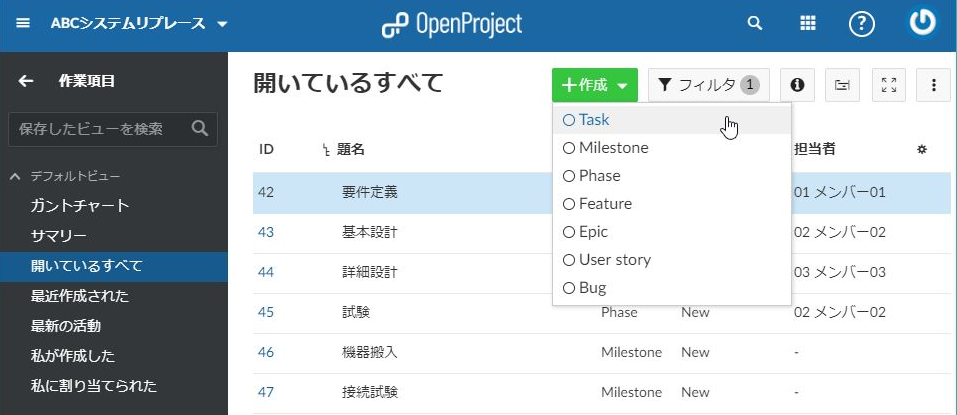 ABCシステムリプレース
OpenProject
作業項目
保存したビューを検索
デフォルトビュー
ガントチャート
サマリー
開いているすべて
最近作成された
最新の活動
私が作成した
私に割り当てられた
開いているすべて
+作成
フィルタ 1
Task
Milestone
Phase
Feature
Epic
User story
Bug
ID 題名 担当者
42 要件定義 01 メンバー01
43 基本設計 02 メンバー02
44 詳細設計 03 メンバー03
45 試験 Phase New 02 メンバー02
46 機器搬入 Milestone New -
47 接続試験 Milestone New -